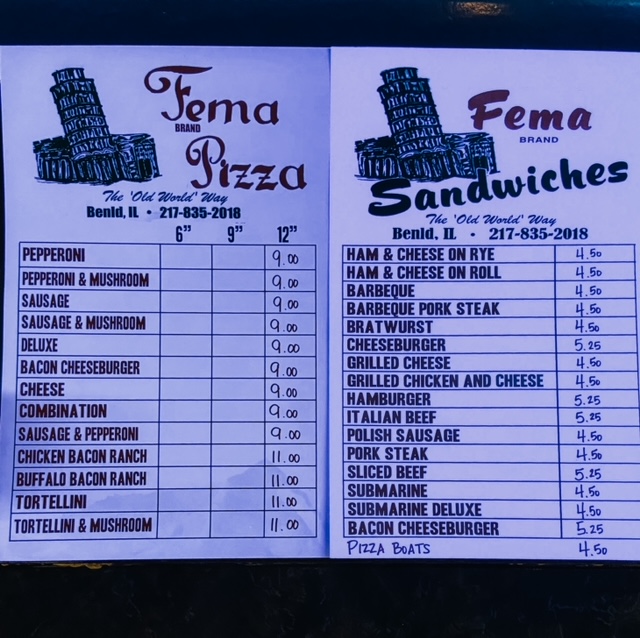 Fema
BRAND
Pizza
The 'Old World' Way
Benld, IL • 217-835-2018
6" 9" 12"
PEPPERONI 9.00
PEPPERONI & MUSHROOM 9.00
SAUSAGE 9.00
SAUSAGE & MUSHROOM 9.00
DELUXE 9.00
BACON CHEESEBURGER 9.00
CHEESE 9.00
COMBINATION 9.00
SAUSAGE & PEPPERONI 9.00
CHICKEN BACON RANCH 11.00
BUFFALO BACON RANCH 11.00
TORTELLINI 11.00
TORTELLINI & MUSHROOM 11.00
Fema
BRAND
Sandwiches
The 'Old World' Way
Benld, IL • 217-835-2018
HAM & CHEESE ON RYE 4.50
HAM & CHEESE ON ROLL 4.50
BARBEQUE 4.50
BARBEQUE PORK STEAK 4.50
BRATWURST 4.50
CHEESEBURGER 5.25
GRILLED CHEESE 4.50
GRILLED CHICKEN AND CHEESE 4.50
HAMBURGER 5.25
ITALIAN BEEF 5.25
POLISH SAUSAGE 4.50
PORK STEAK 4.50
SLICED BEEF 5.25
SUBMARINE 4.50
SUBMARINE DELUXE 4.50
BACON CHEESEBURGER 5.25
PIZZA BOATS 4.50